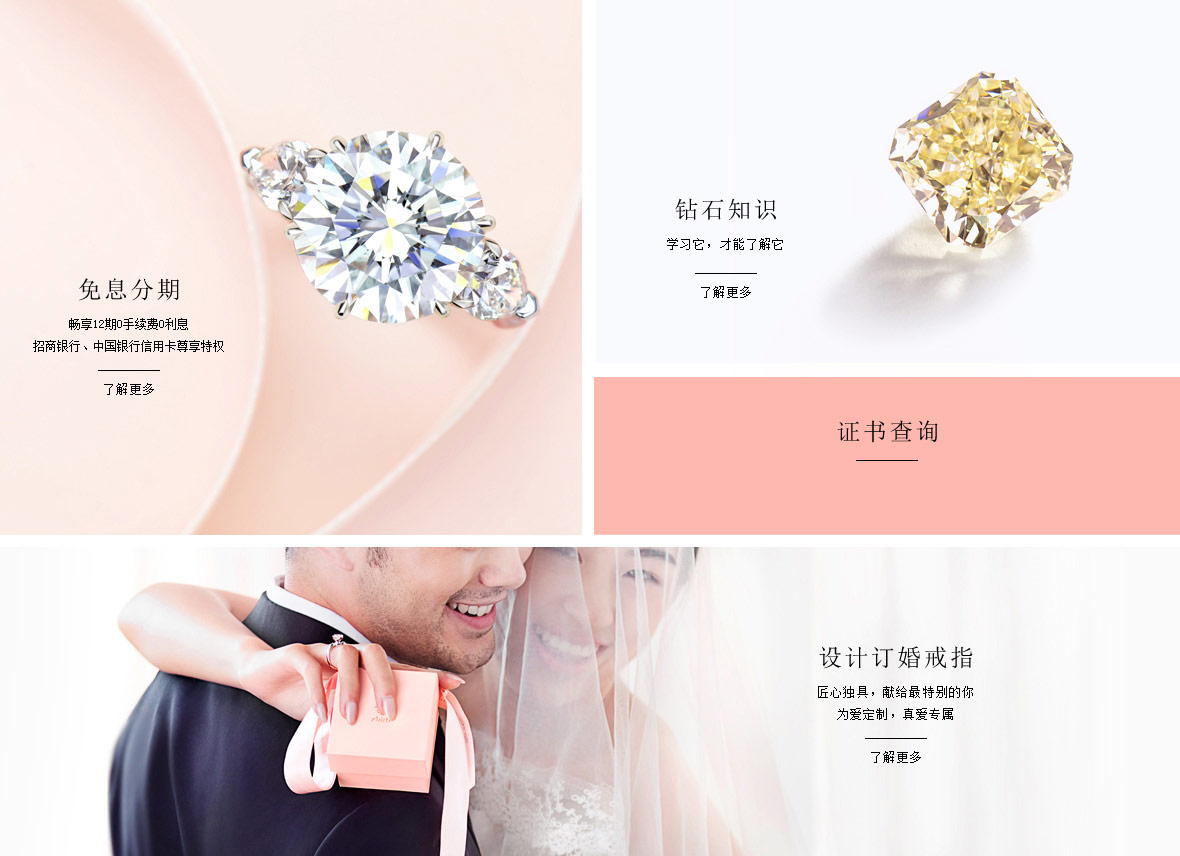 免息分期
畅享12期0手续费0利息
招商银行、中国银行信用卡尊享特权
了解更多
钻石知识
学习它，才能了解它
了解更多
证书查询
设计订婚戒指
匠心独具，献给最特别的你
为爱定制，真爱专属
了解更多